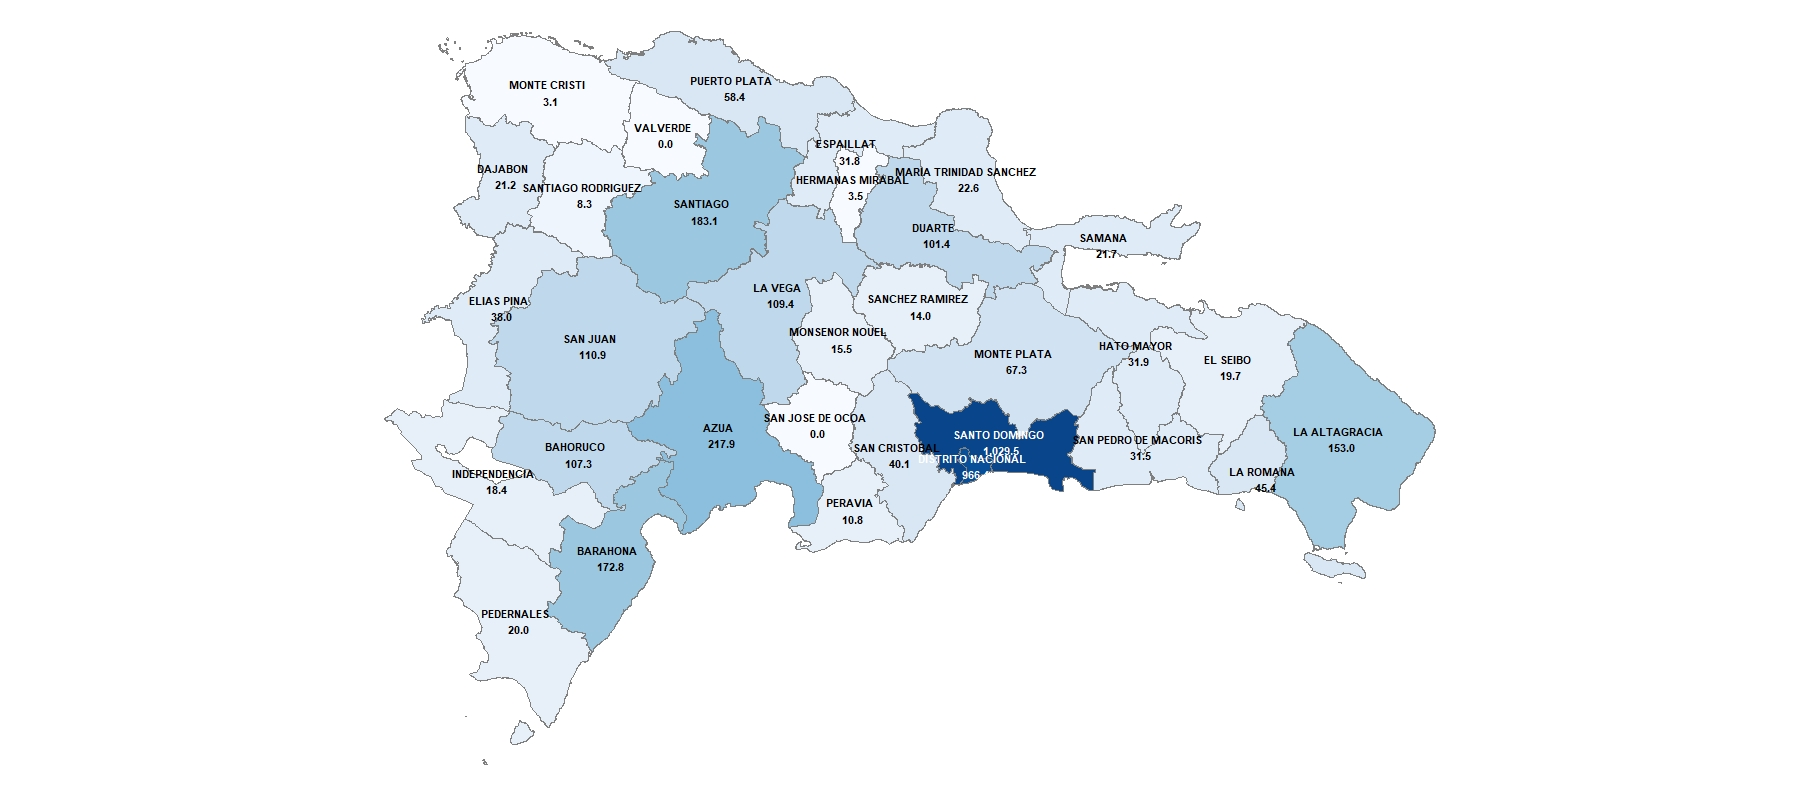 MONTE CRISTI
3.1
PUERTO PLATA
58.4
VALVERDE
0.0
ESPAILLAT
31.8
DAJABON
21.2
SANTIAGO RODRIGUEZ
8.3
HERMANAS MIRABAL
3.5
MARIA TRINIDAD SANCHEZ
22.6
SANTIAGO
183.1
DUARTE
101.4
SAMANA
21.7
ELIAS PINA
38.0
LA VEGA
109.4
SANCHEZ RAMIREZ
14.0
SAN JUAN
110.9
MONSENOR NOUEL
15.5
MONTE PLATA
67.3
HATO MAYOR
31.9
EL SEIBO
19.7
SAN JOSE DE OCOA
0.0
AZUA
217.9
SANTO DOMINGO
1,029.5
LA ALTAGRACIA
153.0
BAHORUCO
107.3
SAN CRISTOBAL
40.1
DISTRITO NACIONAL
966
SAN PEDRO DE MACORIS
31.5
INDEPENDENCIA
18.4
LA ROMANA
45.4
PERAVIA
10.8
BARAHONA
172.8
PEDERNALES
20.0